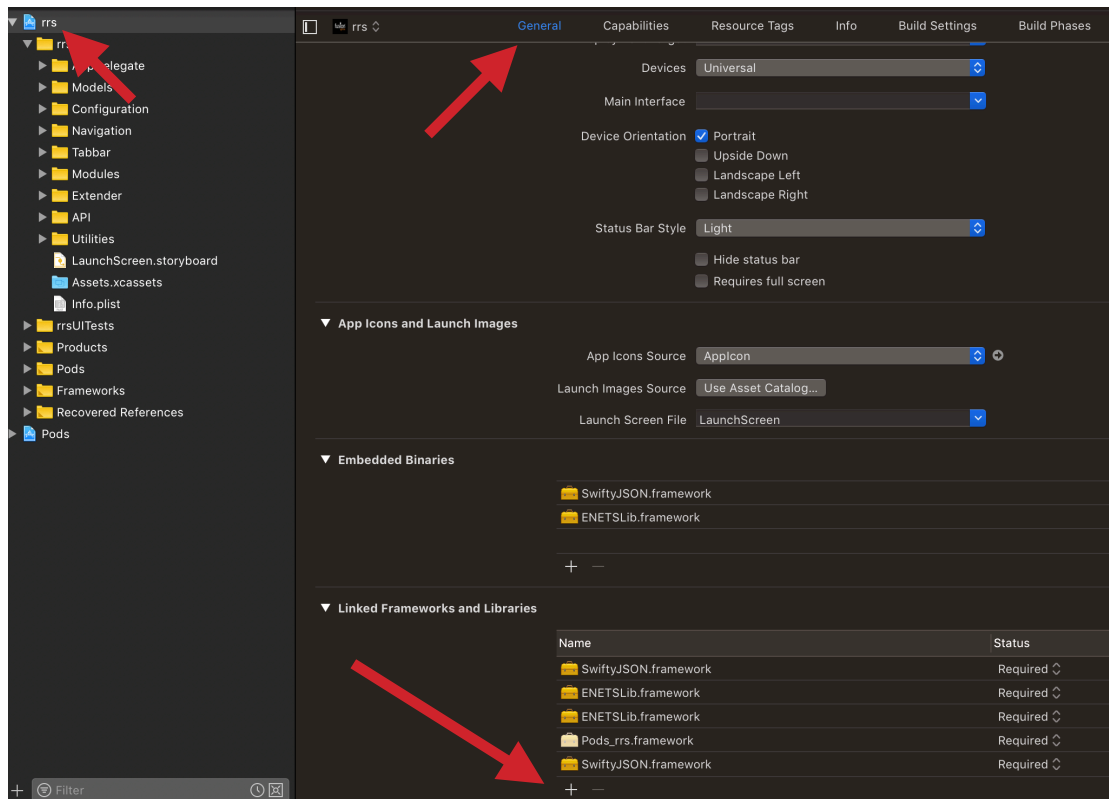 rrs
rrs
General
Capabilities
Resource Tags
Info
Build Settings
Build Phases
Devices
Universal
Main Interface
Device Orientation
Portrait
Upside Down
Landscape Left
Landscape Right
Status Bar Style
Light
Hide status bar
Requires full screen
App Icons and Launch Images
App Icons Source
AppIcon
Launch Images Source
Use Asset Catalog...
Launch Screen File
LaunchScreen
Embedded Binaries
SwiftyJSON.framework
ENETSLib.framework
Linked Frameworks and Libraries
Name
Status
SwiftyJSON.framework
Required
ENETSLib.framework
Required
ENETSLib.framework
Required
Pods_rrs.framework
Required
SwiftyJSON.framework
Required
Models
Configuration
Navigation
Tabbar
Modules
Extender
API
Utilities
LaunchScreen.storyboard
Assets.xcassets
Info.plist
rrsUITests
Products
Pods
Frameworks
Recovered References
Pods
Filter